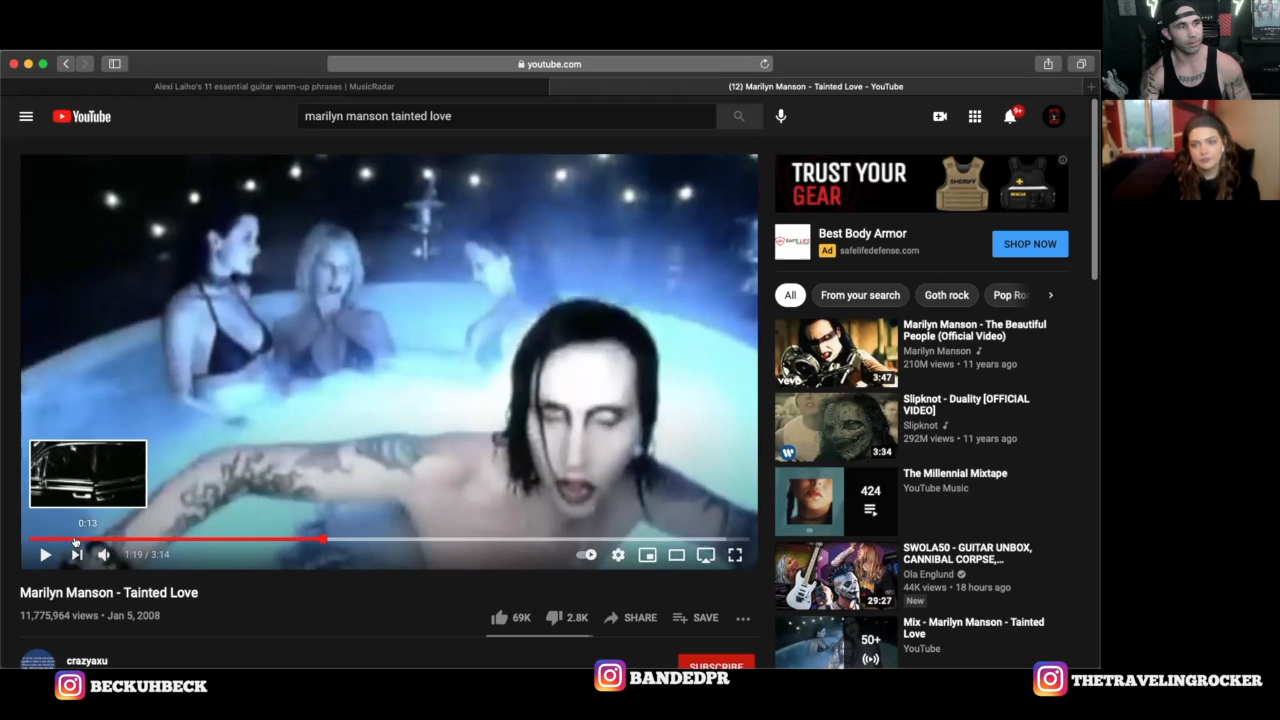 youtube.com
Alexi Laiho's 11 essential guitar warm-up phrases | MusicRadar
(12) Marilyn Manson - Tainted Love - YouTube
YouTube
marilyn manson tainted love
9+
TRUST YOUR
GEAR
SHERIFF
Best Body Armor
Ad safelifedefense.com
SHOP NOW
All
From your search
Goth rock
Pop Ro
Marilyn Manson - The Beautiful
People (Official Video)
Marilyn Manson
210M views • 11 years ago
vevo
3:47
Slipknot - Duality [OFFICIAL
VIDEO]
Slipknot
292M views • 11 years ago
3:34
The Millennial Mixtape
YouTube Music
424
SWOLA50 - GUITAR UNBOX,
CANNIBAL CORPSE,...
Ola Englund
44K views • 18 hours ago
New
29:27
Mix - Marilyn Manson - Tainted
Love
YouTube
50+
0:13
1:19 / 3:14
Marilyn Manson - Tainted Love
11,775,964 views • Jan 5, 2008
69K
2.8K
SHARE
SAVE
crazyaxu
SUBSCRIBE
BECKUHBECK
BANDEDPR
THETRAVELINGROCKER